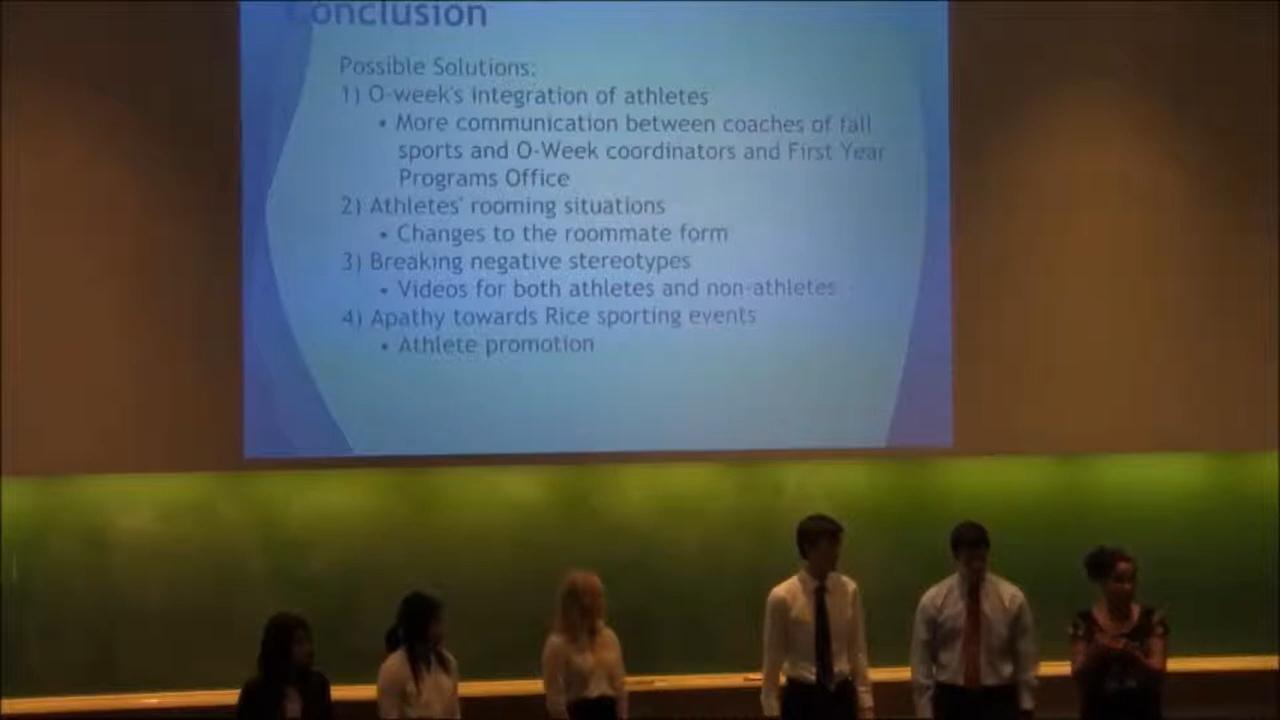 Conclusion
Possible Solutions:
1) O-week's integration of athletes
• More communication between coaches of fall
sports and O-Week coordinators and First Year
Programs Office
2) Athletes' rooming situations
• Changes to the roommate form
3) Breaking negative stereotypes
• Videos for both athletes and non-athletes
4) Apathy towards Rice sporting events
• Athlete promotion